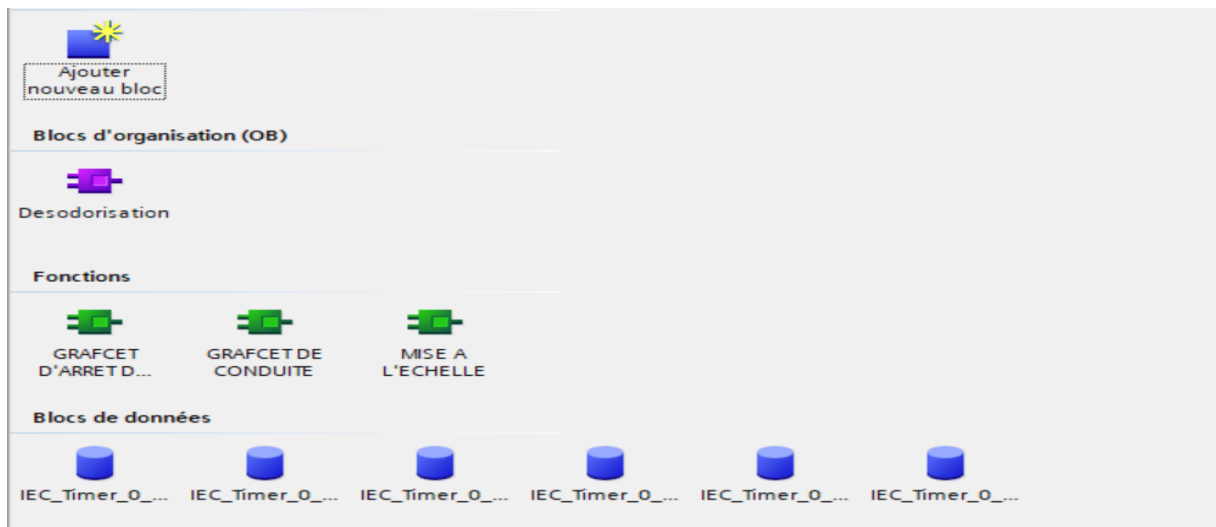 Ajouter
nouveau bloc
Blocs d'organisation (OB)
Desodorisation
Fonctions
GRAFCET GRAFCET DE MISE A
D'ARRET D... CONDUITE L'ECHELLE
Blocs de données
IEC_Timer_0_... IEC_Timer_0_... IEC_Timer_0_... IEC_Timer_0_... IEC_Timer_0_... IEC_Timer_0_...